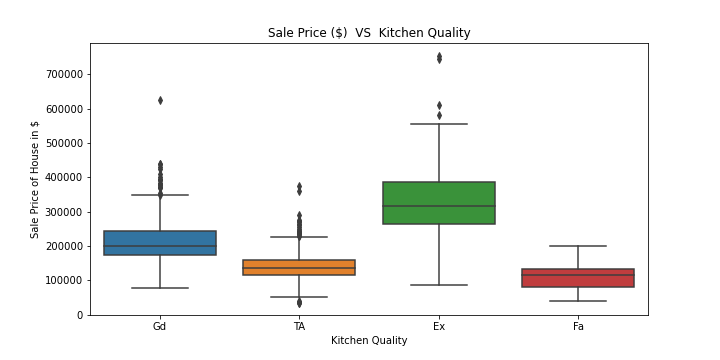 Sale Price ($)  VS  Kitchen Quality
700000
600000
500000
400000
300000
200000
100000
0
Sale Price of House in $
Gd TA Ex Fa
Kitchen Quality